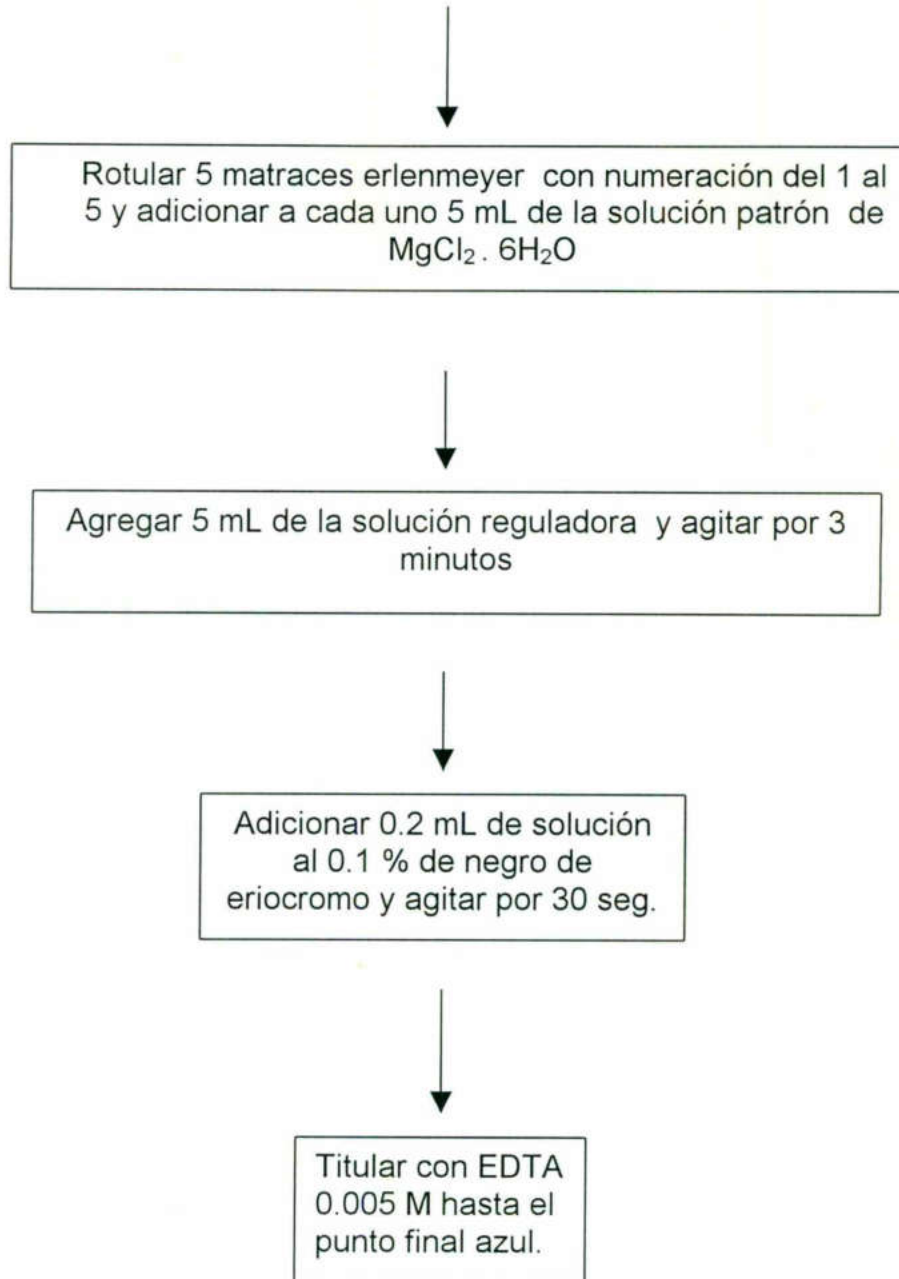 Rotular 5 matraces erlenmeyer con numeración del 1 al
5 y adicionar a cada uno 5 mL de la solución patrón de
MgCl₂ . 6H₂O
Agregar 5 mL de la solución reguladora y agitar por 3
minutos
Adicionar 0.2 mL de solución
al 0.1 % de negro de
eriocromo y agitar por 30 seg.
Titular con EDTA
0.005 M hasta el
punto final azul.